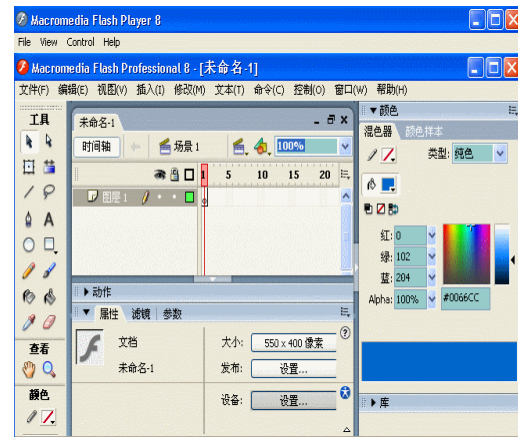 Macromedia Flash Player 8
File View Control Help
Macromedia Flash Professional 8 - [未命名-1]
文件(F) 编辑(E) 视图(V) 插入(I) 修改(M) 文本(T) 命令(C) 控制(O) 窗口(W) 帮助(H)
工具
未命名-1
时间轴 场景 1 100%
1 5 10 15 20
图层 1
动作
属性 滤镜 参数
文档 大小: 550 x 400 像素
未命名-1 发布: 设置...
设备: 设置...
查看
颜色
颜色
混色器 颜色样本
类型: 纯色
红: 0
绿: 102
蓝: 204
Alpha: 100% #0066CC
库